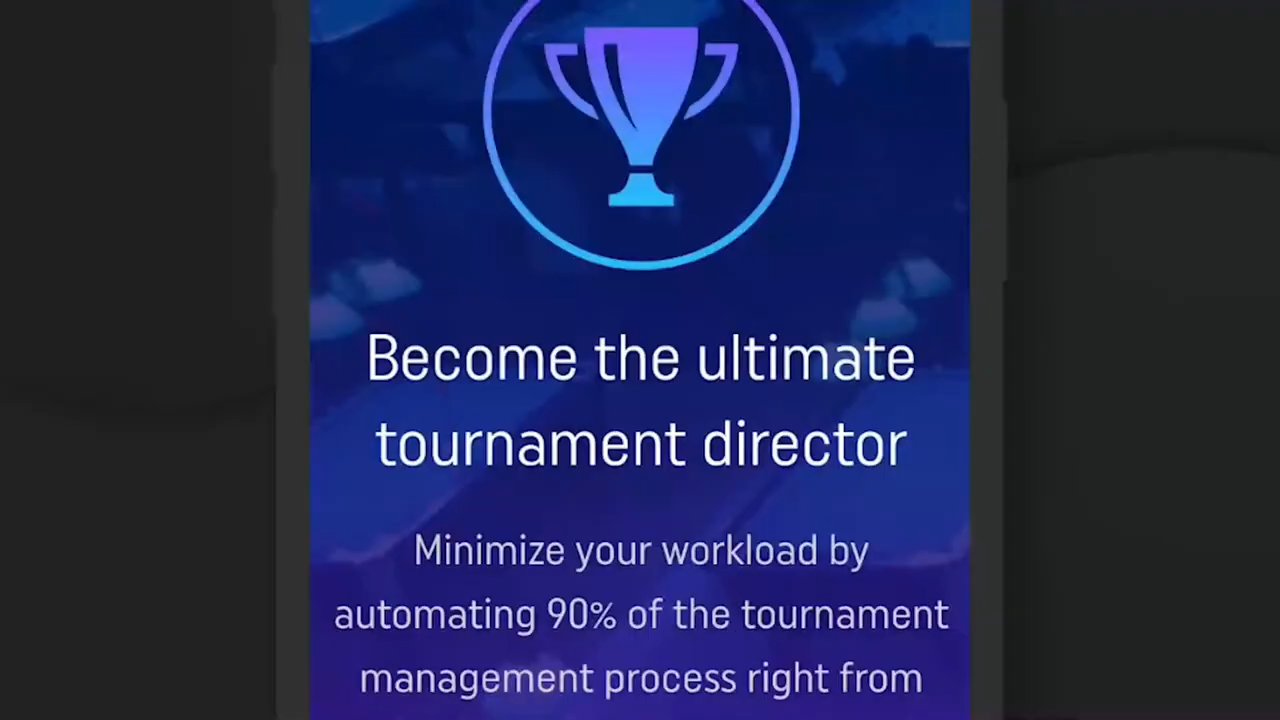 Become the ultimate
tournament director
Minimize your workload by
automating 90% of the tournament
management process right from